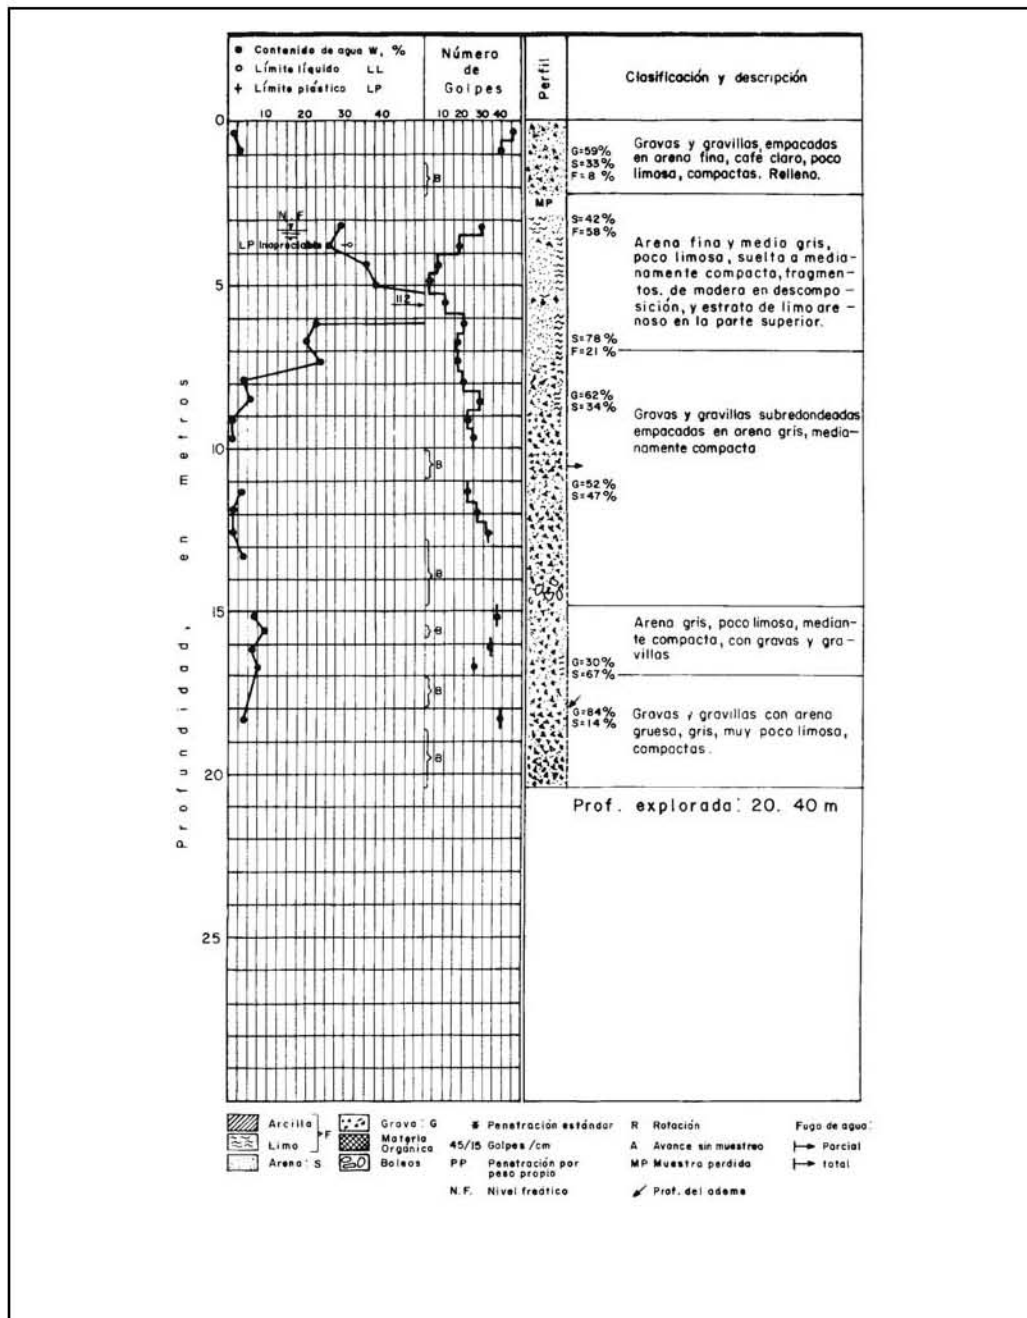 Contenido de agua W, %
Límite líquido LL
Límite plástico LP
10 20 30 40
Número
de
Golpes
10 20 30 40
Perfil
Clasificación y descripción
Profundidad, en metros
0
5
10
15
20
25
N. F.
LP Inapreciable
112
B
B
B
B
B
B
MP
G=59%
S=33%
F=8 %
Gravas y gravillas, empacadas
en arena fina, café claro, poco
limosa, compactas. Relleno.
S=42%
F=58%
Arena fina y media gris,
poco limosa, suelta a media-
namente compacta, fragmen-
tos. de madera en descompo-
sición, y estrato de limo are-
noso en la parte superior.
S=78%
F=21 %
G=62%
S=34%
Gravas y gravillas subredondeadas
empacadas en arena gris, media-
namente compacta
G=52%
S=47%
Arena gris, poco limosa, median-
te compacta, con gravas y gra-
villas
G=30%
S=67%
G=84%
S=14%
Gravas y gravillas con arena
gruesa, gris, muy poco limosa,
compactas.
Prof. explorada: 20. 40 m
Arcilla
Limo
F
Arena: S
Grava: G
Materia
Orgánica
Boleos
Penetración estándar
45/15 Golpes /cm
PP Penetración por
peso propio
N.F. Nivel freático
R Rotación
A Avance sin muestreo
MP Muestra perdida
Prof. del ademe
Fuga de agua:
Parcial
total